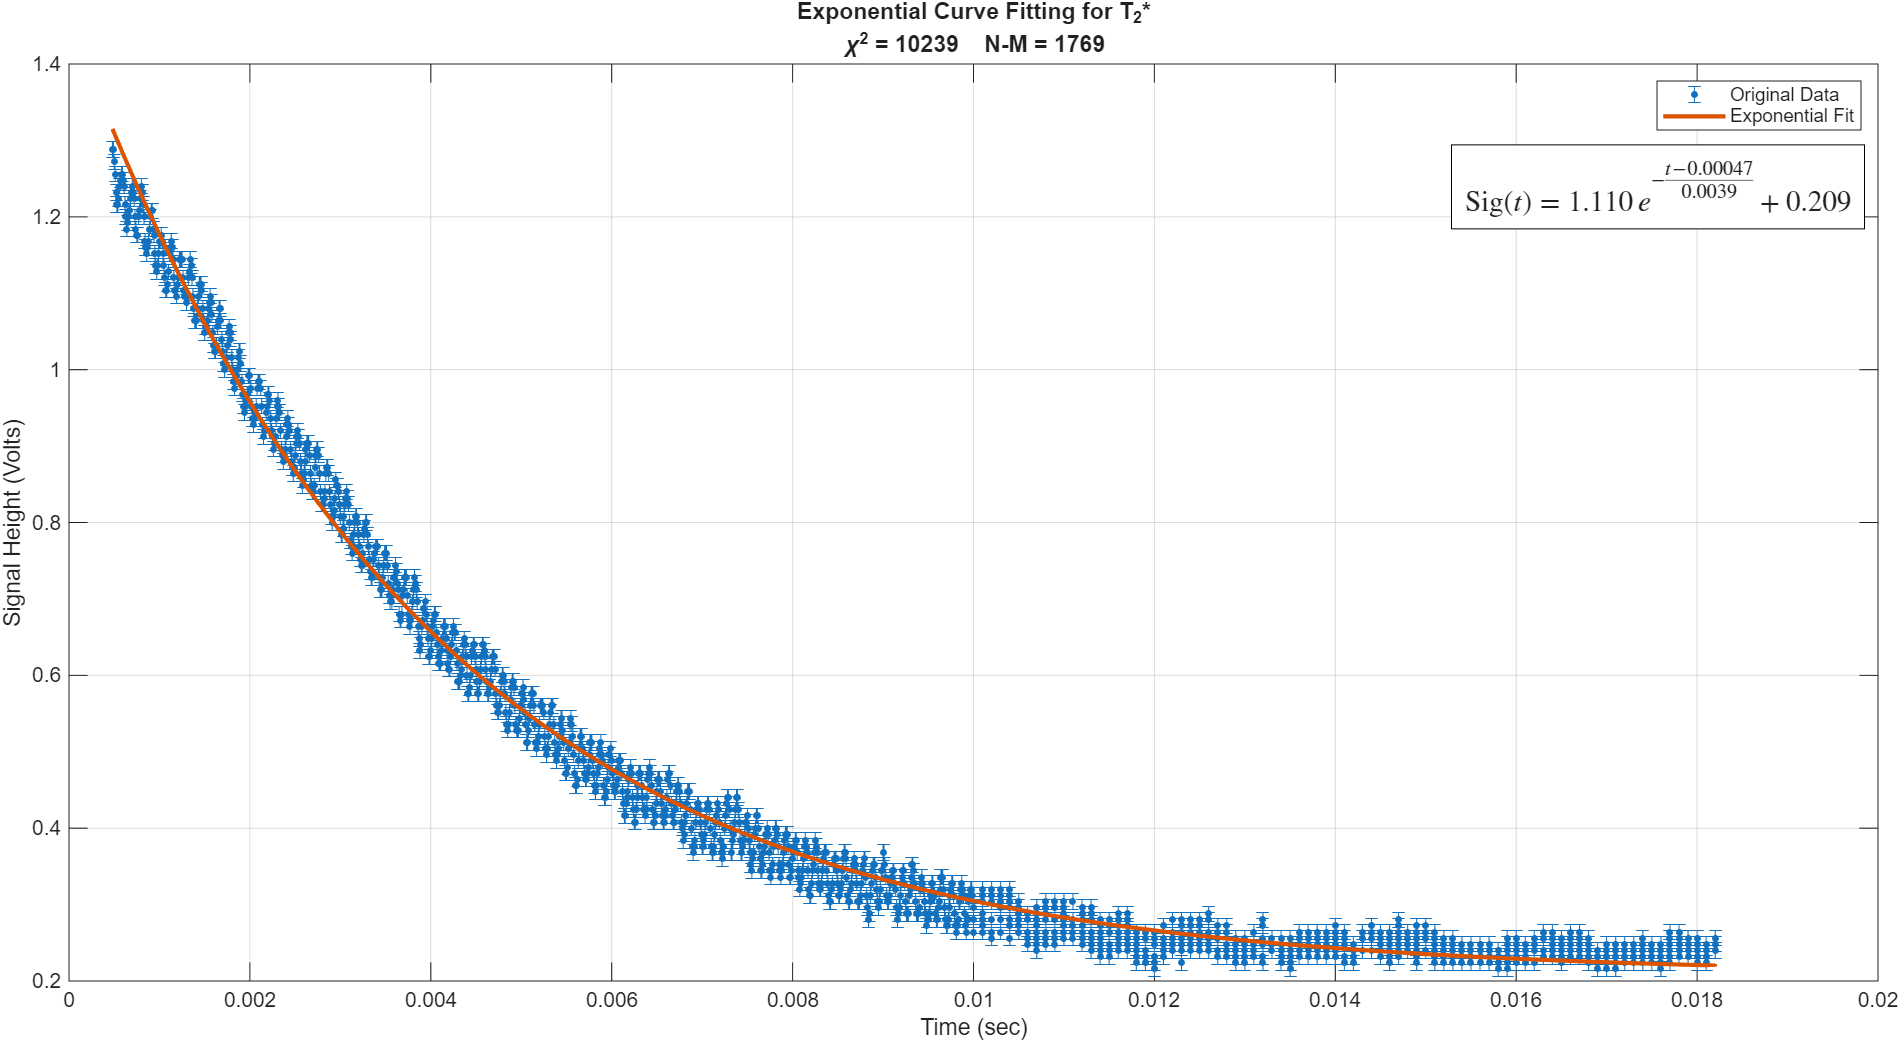 Exponential Curve Fitting for T₂*
χ² = 10239 N-M = 1769
1.4
1.2
1
0.8
0.6
0.4
0.2
Signal Height (Volts)
Original Data
Exponential Fit
Sig(t) = 1.110 e^{-\frac{t-0.00047}{0.0039}} + 0.209
0 0.002 0.004 0.006 0.008 0.01 0.012 0.014 0.016 0.018 0.02
Time (sec)